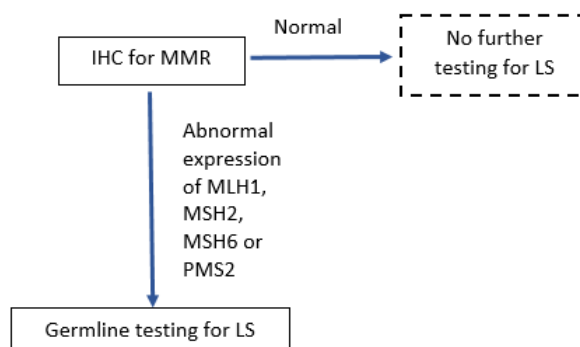 Normal
IHC for MMR
No further
testing for LS
Abnormal
expression
of MLH1,
MSH2,
MSH6 or
PMS2
Germline testing for LS